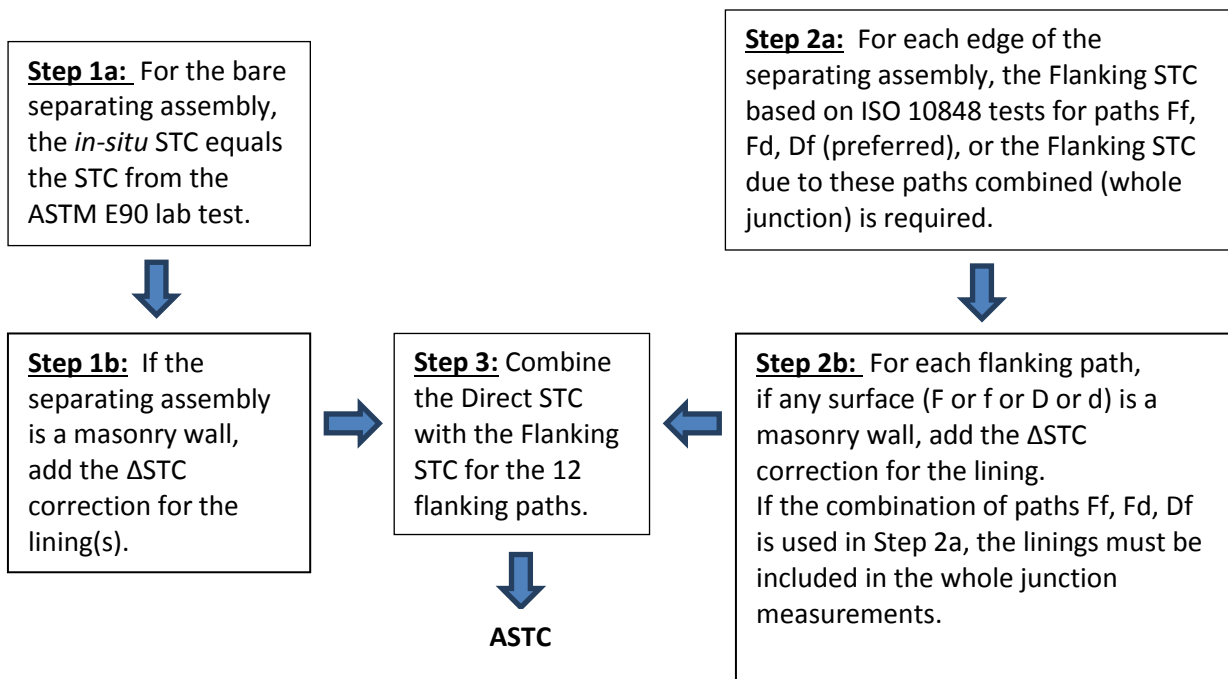 Step 1a: For the bare
separating assembly,
the in-situ STC equals
the STC from the
ASTM E90 lab test.
Step 2a: For each edge of the
separating assembly, the Flanking STC
based on ISO 10848 tests for paths Ff,
Fd, Df (preferred), or the Flanking STC
due to these paths combined (whole
junction) is required.
Step 1b: If the
separating assembly
is a masonry wall,
add the ΔSTC
correction for the
lining(s).
Step 3: Combine
the Direct STC
with the Flanking
STC for the 12
flanking paths.
Step 2b: For each flanking path,
if any surface (F or f or D or d) is a
masonry wall, add the ΔSTC
correction for the lining.
If the combination of paths Ff, Fd, Df
is used in Step 2a, the linings must be
included in the whole junction
measurements.
ASTC